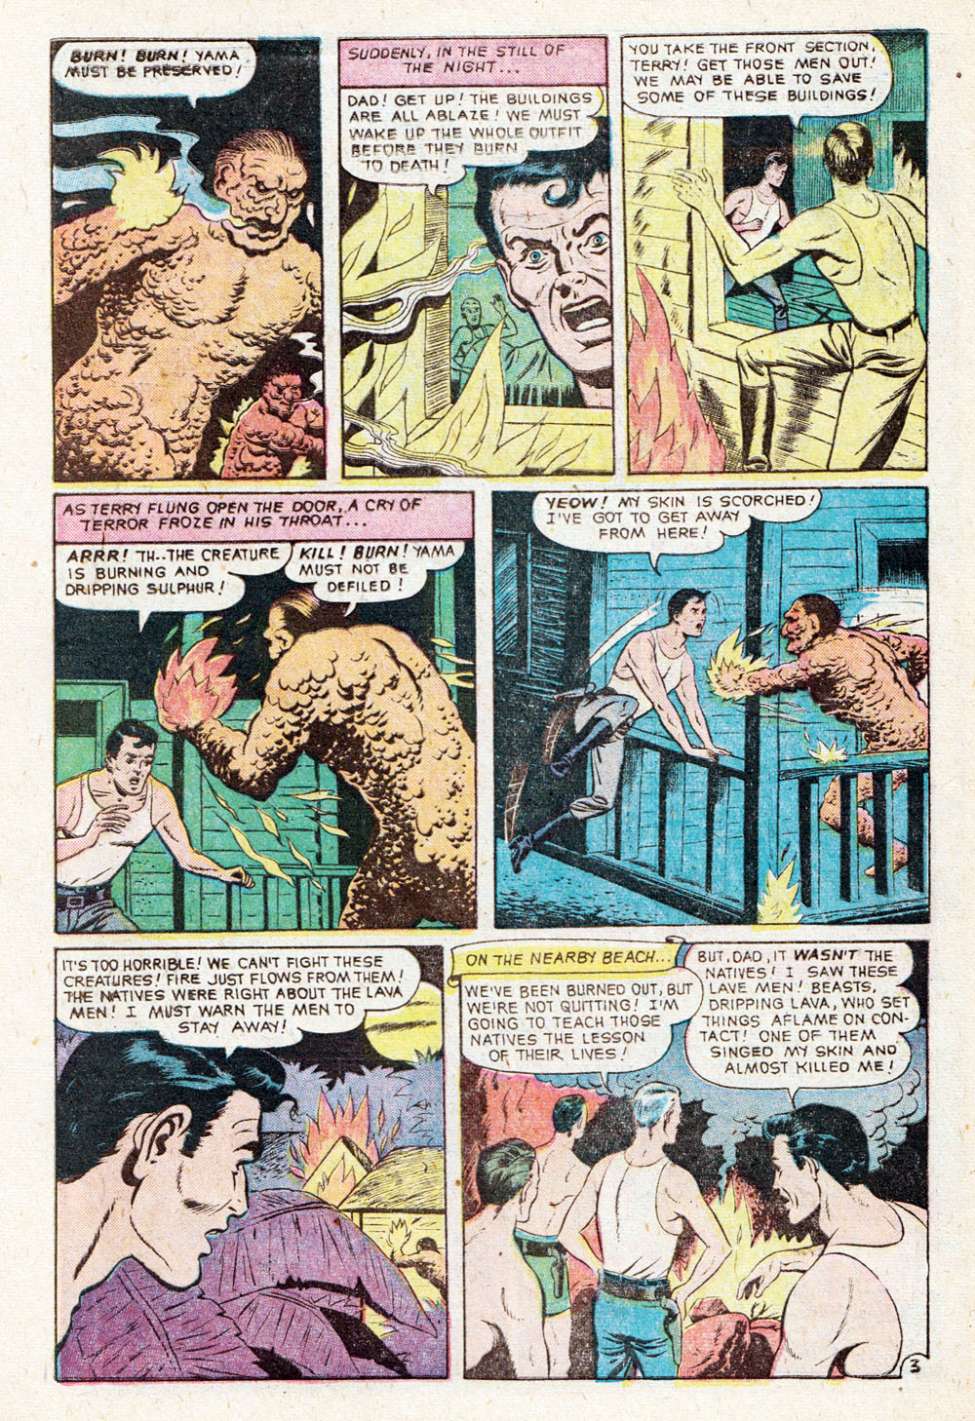 BURN! BURN! YAMA
MUST BE PRESERVED!
SUDDENLY, IN THE STILL OF
THE NIGHT...
DAD! GET UP! THE BUILDINGS
ARE ALL ABLAZE! WE MUST
WAKE UP THE WHOLE OUTFIT
BEFORE THEY BURN
TO DEATH!
YOU TAKE THE FRONT SECTION,
TERRY! GET THOSE MEN OUT!
WE MAY BE ABLE TO SAVE
SOME OF THESE BUILDINGS!
AS TERRY FLUNG OPEN THE DOOR, A CRY OF
TERROR FROZE IN HIS THROAT...
ARRR! TH..THE CREATURE
IS BURNING AND
DRIPPING SULPHUR!
KILL! BURN! YAMA
MUST NOT BE
DEFILED!
YEOW! MY SKIN IS SCORCHED!
I'VE GOT TO GET AWAY
FROM HERE!
IT'S TOO HORRIBLE! WE CAN'T FIGHT THESE
CREATURES! FIRE JUST FLOWS FROM THEM!
THE NATIVES WERE RIGHT ABOUT THE LAVA
MEN! I MUST WARN THE MEN TO
STAY AWAY!
ON THE NEARBY BEACH...
WE'VE BEEN BURNED OUT, BUT
WE'RE NOT QUITTING! I'M
GOING TO TEACH THOSE
NATIVES THE LESSON
OF THEIR LIVES!
BUT, DAD, IT WASN'T THE
NATIVES! I SAW THESE
LAVE MEN! BEASTS,
DRIPPING LAVA, WHO SET
THINGS AFLAME ON CON-
TACT! ONE OF THEM
SINGED MY SKIN AND
ALMOST KILLED ME!
3